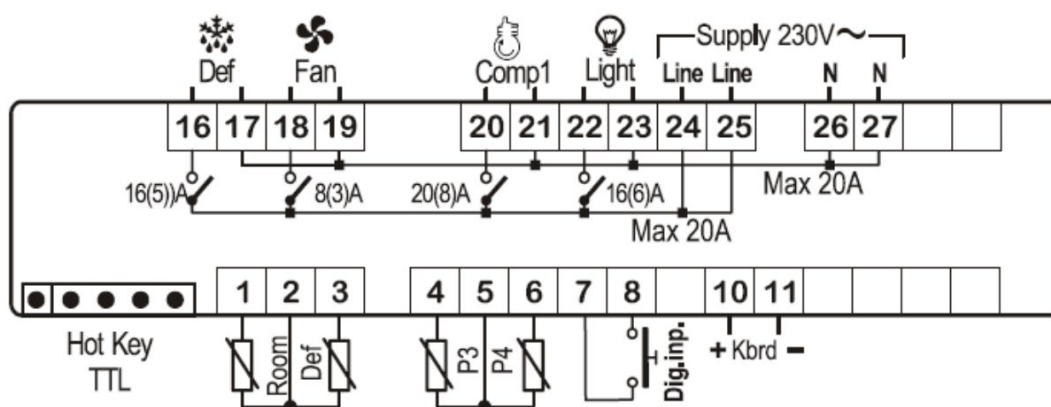 Supply 230V~
Def Fan Comp1 Light Line Line N N
16 17 18 19 20 21 22 23 24 25 26 27
16(5))A 8(3)A 20(8)A 16(6)A Max 20A
Max 20A
1 2 3 4 5 6 7 8 10 11
Hot Key
TTL
Room
Def
P3
P4
Dig.inp.
+ Kbrd -